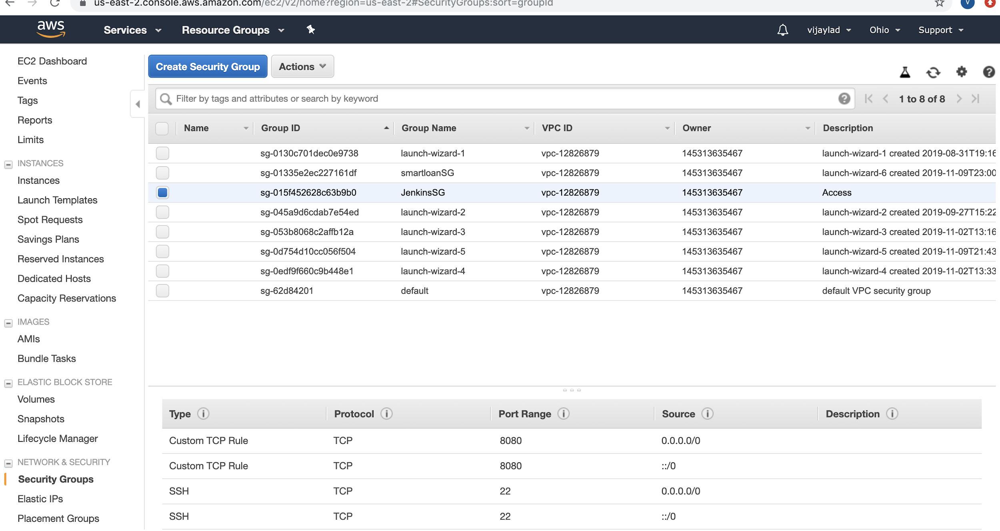 us-east-2.console.aws.amazon.com/ec2/v2/home?region=us-east-2#SecurityGroups:sort=groupId
V
aws Services Resource Groups vijaylad Ohio Support
EC2 Dashboard
Events
Tags
Reports
Limits
INSTANCES
Instances
Launch Templates
Spot Requests
Savings Plans
Reserved Instances
Dedicated Hosts
Capacity Reservations
IMAGES
AMIs
Bundle Tasks
ELASTIC BLOCK STORE
Volumes
Snapshots
Lifecycle Manager
NETWORK & SECURITY
Security Groups
Elastic IPs
Placement Groups
Create Security Group Actions
Filter by tags and attributes or search by keyword 1 to 8 of 8
Name Group ID Group Name VPC ID Owner Description
sg-0130c701dec0e9738 launch-wizard-1 vpc-12826879 145313635467 launch-wizard-1 created 2019-08-31T19:16
sg-01335e2ec227161df smartloanSG vpc-12826879 145313635467 launch-wizard-6 created 2019-11-09T23:00
sg-015f452628c63b9b0 JenkinsSG vpc-12826879 145313635467 Access
sg-045a9d6cdab7e54ed launch-wizard-2 vpc-12826879 145313635467 launch-wizard-2 created 2019-09-27T15:22
sg-053b8068c2affb12a launch-wizard-3 vpc-12826879 145313635467 launch-wizard-3 created 2019-11-02T13:16
sg-0d754d10cc056f504 launch-wizard-5 vpc-12826879 145313635467 launch-wizard-5 created 2019-11-09T21:43
sg-0edf9f660c9b448e1 launch-wizard-4 vpc-12826879 145313635467 launch-wizard-4 created 2019-11-02T13:33
sg-62d84201 default vpc-12826879 145313635467 default VPC security group
Type Protocol Port Range Source Description
Custom TCP Rule TCP 8080 0.0.0.0/0
Custom TCP Rule TCP 8080 ::/0
SSH TCP 22 0.0.0.0/0
SSH TCP 22 ::/0